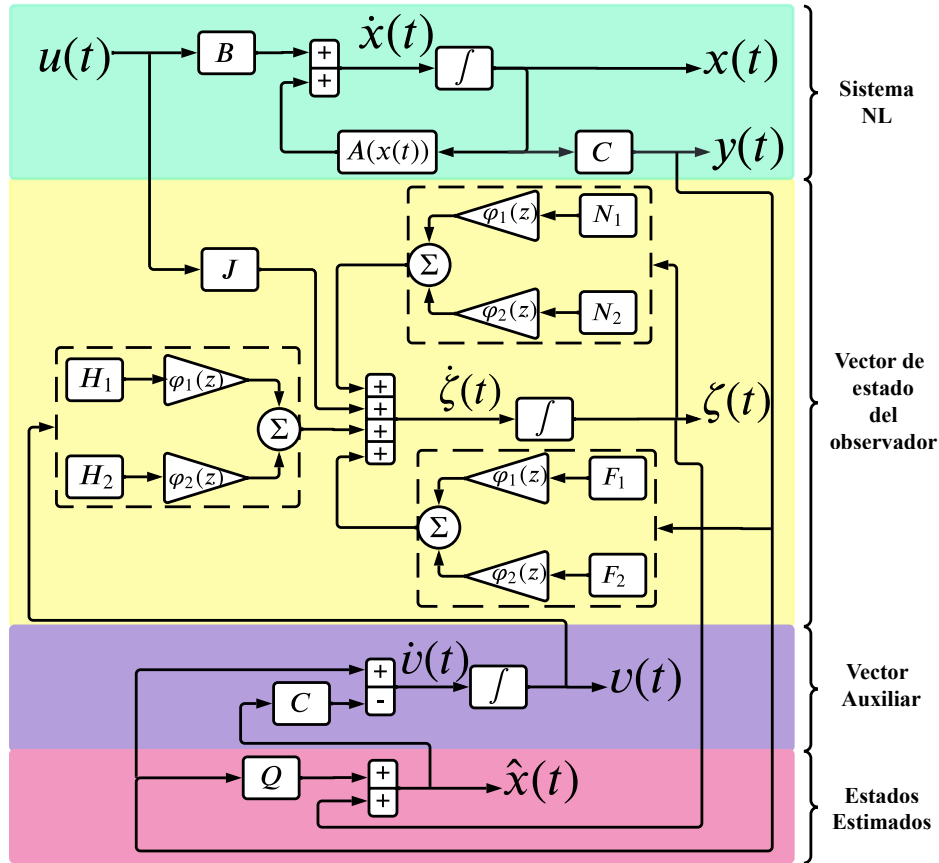 u(t)
B
+
+
ẋ(t)
∫
x(t)
A(x(t))
C
y(t)
Sistema
NL
φ₁(z)
N₁
Σ
φ₂(z)
N₂
J
H₁
φ₁(z)
Σ
H₂
φ₂(z)
+
+
+
+
ζ̇(t)
∫
ζ(t)
φ₁(z)
F₁
Σ
φ₂(z)
F₂
Vector de
estado
del
observador
+
-
υ̇(t)
∫
υ(t)
C
Vector
Auxiliar
Q
+
+
x̂(t)
Estados
Estimados